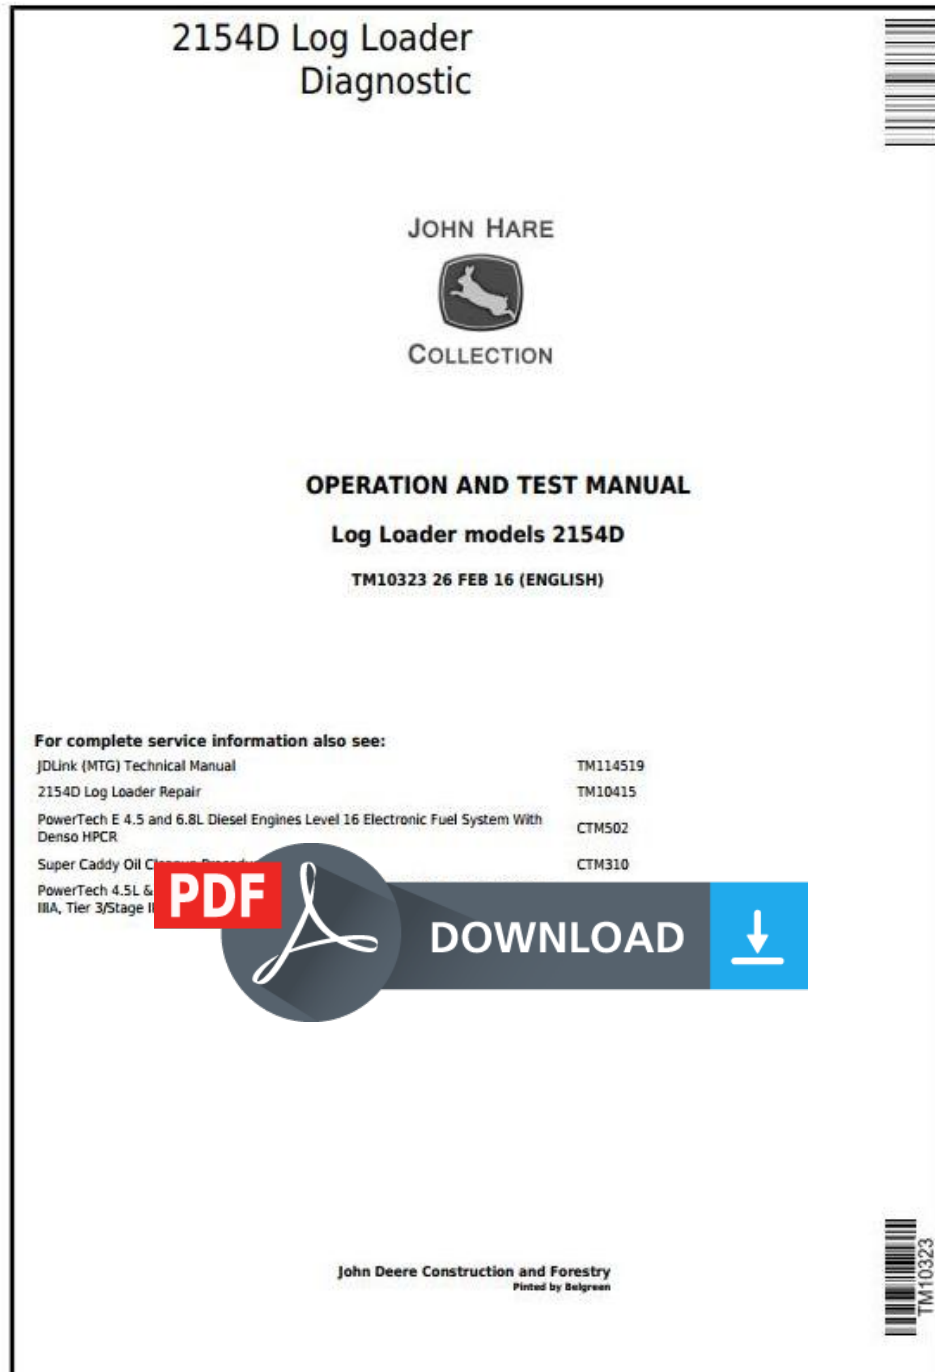 2154D Log Loader
Diagnostic
JOHN HARE
COLLECTION
OPERATION AND TEST MANUAL
Log Loader models 2154D
TM10323 26 FEB 16 (ENGLISH)
For complete service information also see:
JDLink (MTG) Technical Manual TM114519
2154D Log Loader Repair TM10415
PowerTech E 4.5 and 6.8L Diesel Engines Level 16 Electronic Fuel System With
Denso HPCR CTM502
Super Caddy Oil CTM310
PowerTech 4.5L &
IIIA, Tier 3/Stage
PDF
DOWNLOAD
John Deere Construction and Forestry
Pinted by Belgreen
TM10323